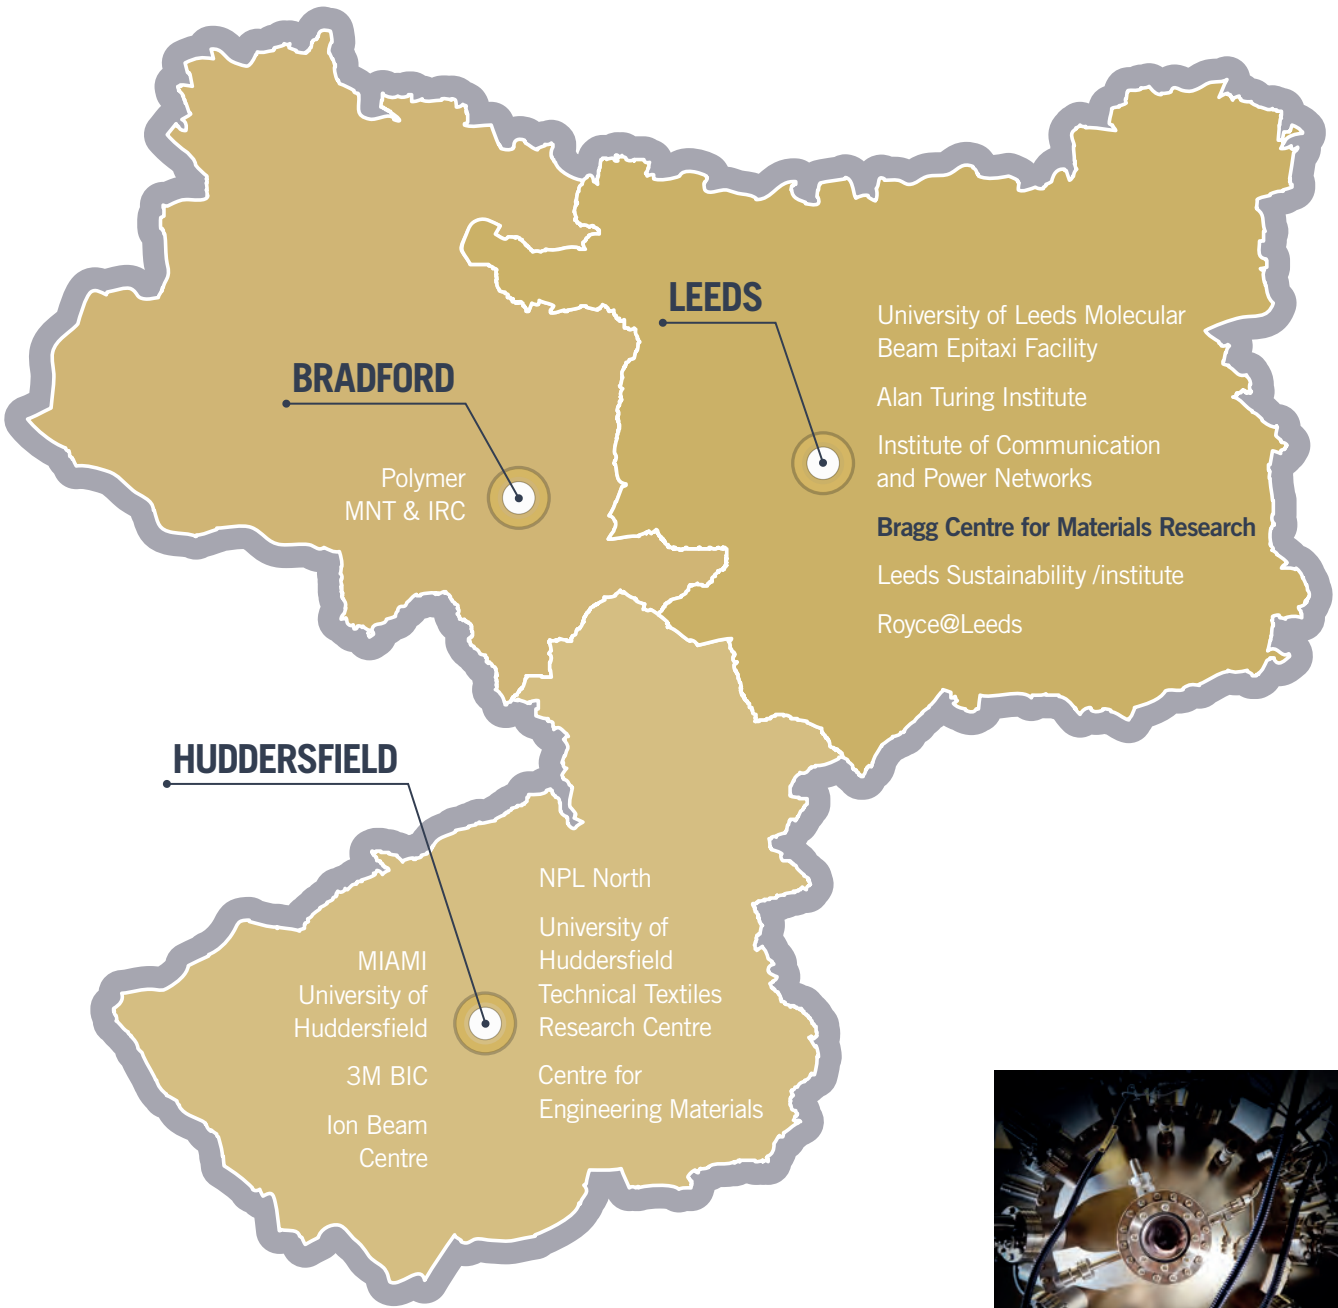 LEEDS
University of Leeds Molecular
Beam Epitaxi Facility
Alan Turing Institute
Institute of Communication
and Power Networks
Bragg Centre for Materials Research
Leeds Sustainability /institute
Royce@Leeds
BRADFORD
Polymer
MNT & IRC
HUDDERSFIELD
MIAMI
University of
Huddersfield
3M BIC
Ion Beam
Centre
NPL North
University of
Huddersfield
Technical Textiles
Research Centre
Centre for
Engineering Materials